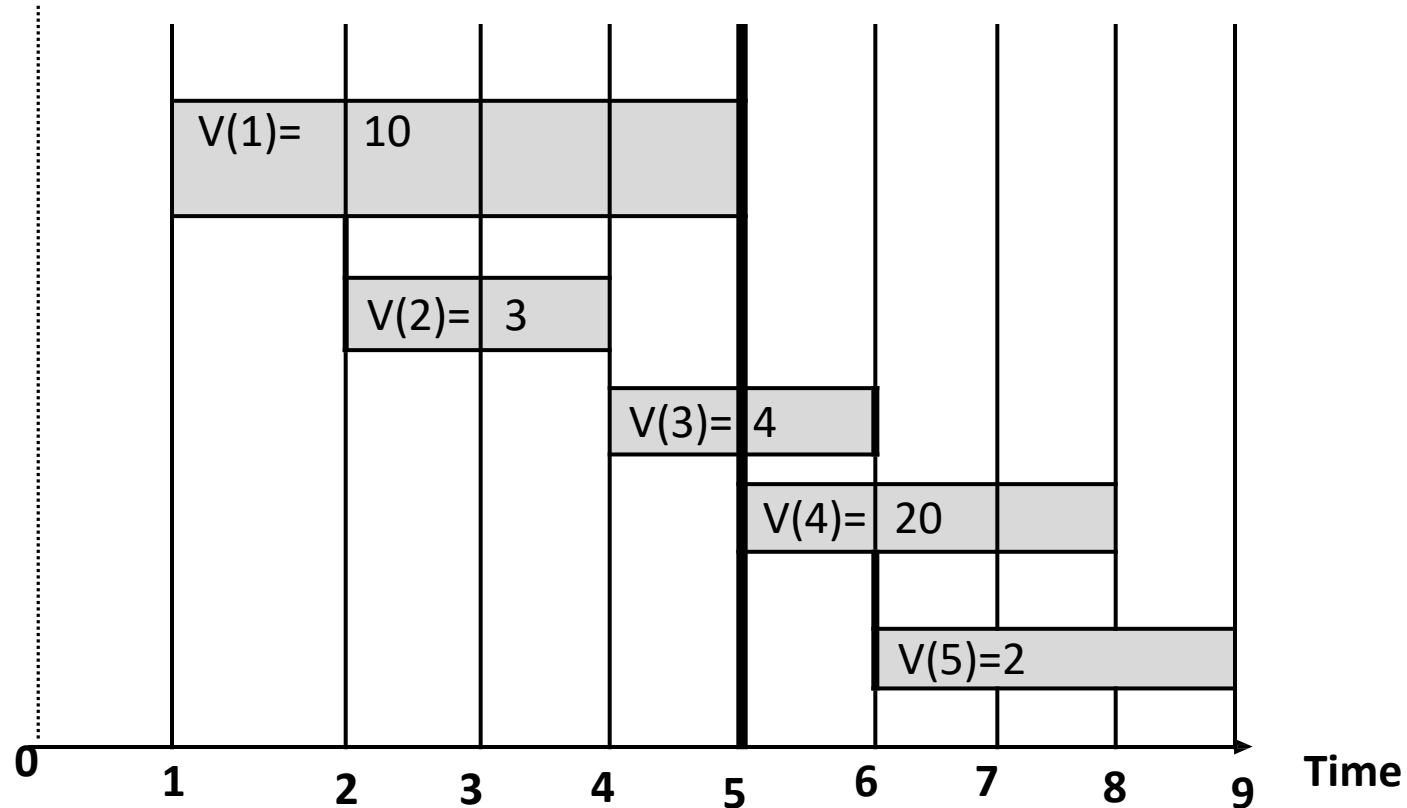 V(1)= 10
V(2)= 3
V(3)= 4
V(4)= 20
V(5)=2
0 1 2 3 4 5 6 7 8 9 Time